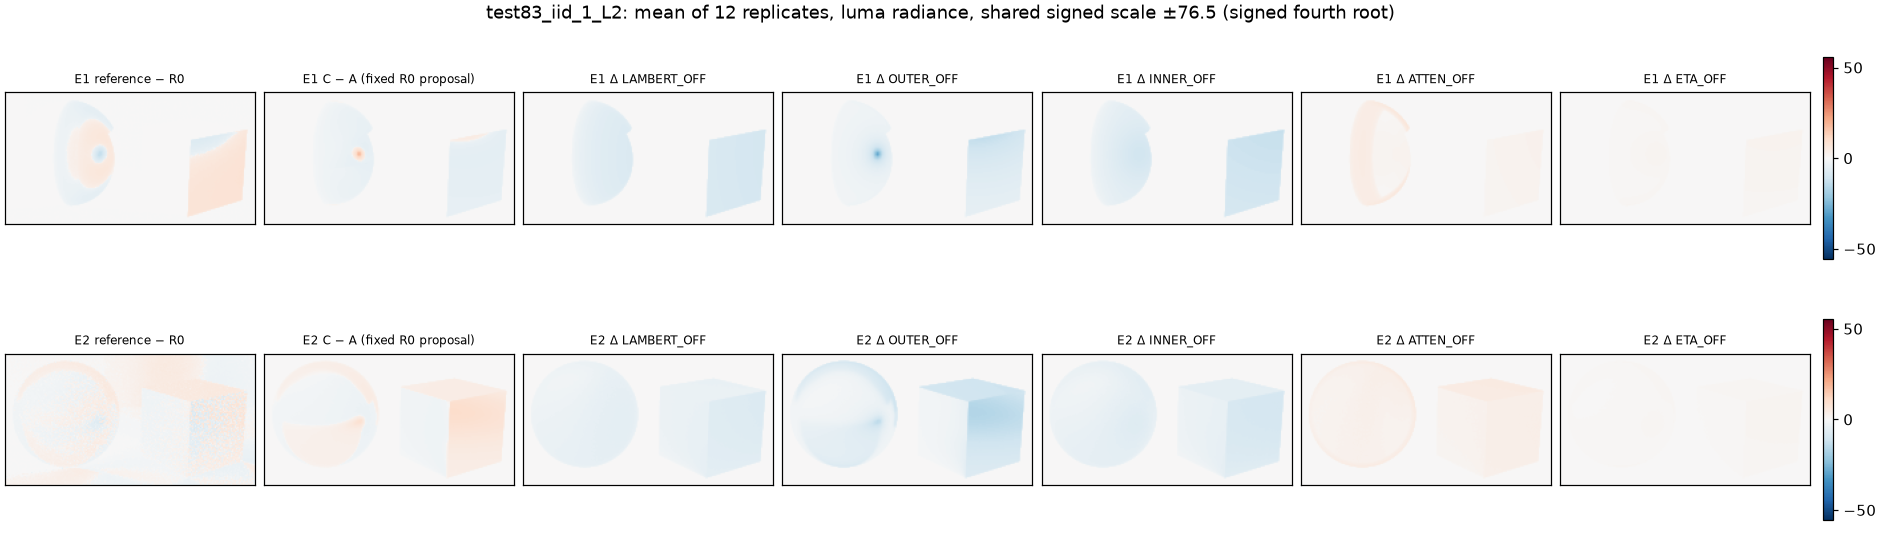 test83_iid_1_L2: mean of 12 replicates, luma radiance, shared signed scale ±76.5 (signed fourth root)
E1 reference − R0
E1 C − A (fixed R0 proposal)
E1 Δ LAMBERT_OFF
E1 Δ OUTER_OFF
E1 Δ INNER_OFF
E1 Δ ATTEN_OFF
E1 Δ ETA_OFF
50
0
−50
E2 reference − R0
E2 C − A (fixed R0 proposal)
E2 Δ LAMBERT_OFF
E2 Δ OUTER_OFF
E2 Δ INNER_OFF
E2 Δ ATTEN_OFF
E2 Δ ETA_OFF
50
0
−50